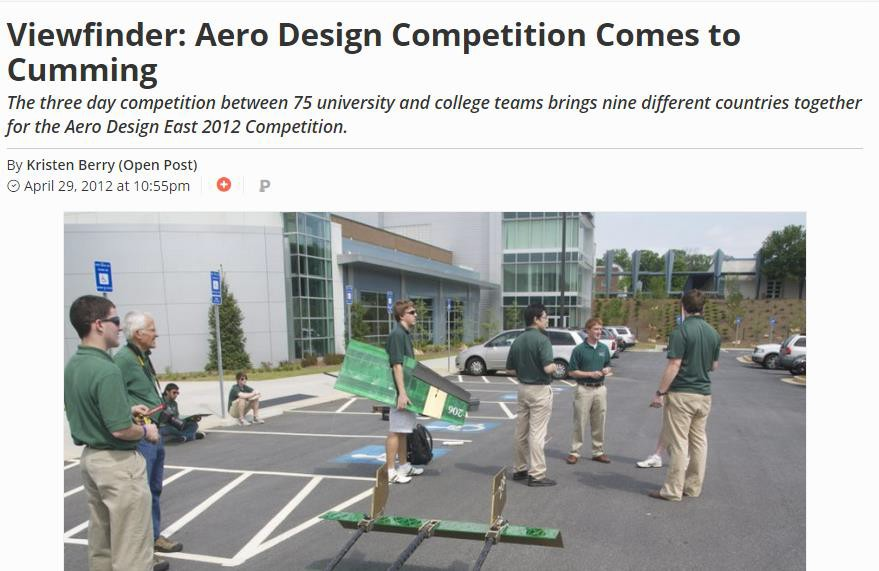 Viewfinder: Aero Design Competition Comes to
Cumming
The three day competition between 75 university and college teams brings nine different countries together
for the Aero Design East 2012 Competition.
By Kristen Berry (Open Post)
April 29, 2012 at 10:55pm
206